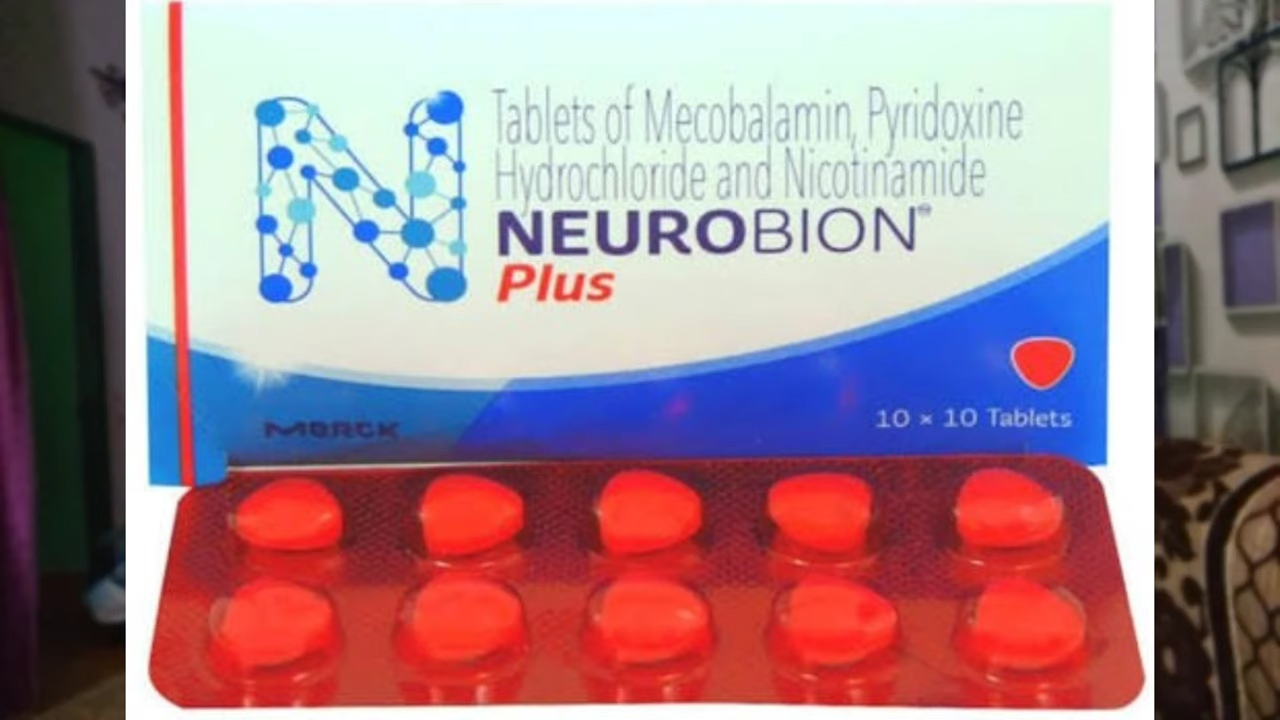 Tablets of Mecobalamin, Pyridoxine
Hydrochloride and Nicotinamide
NEUROBION®
Plus
MERCK
10 × 10 Tablets